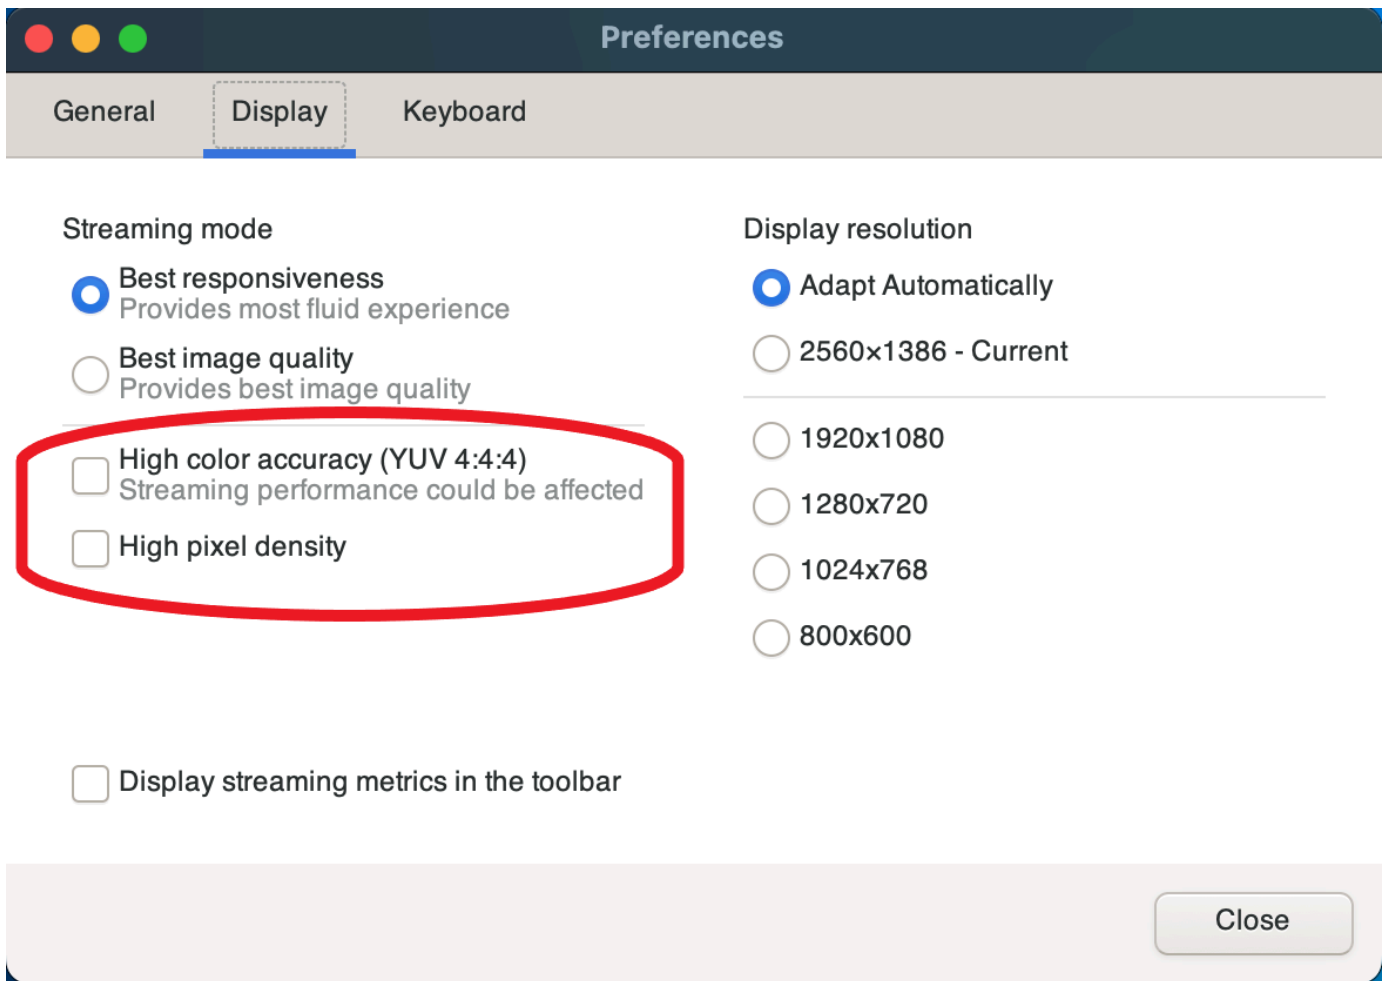 Preferences
General Display Keyboard
Streaming mode
Best responsiveness
Provides most fluid experience
Best image quality
Provides best image quality
High color accuracy (YUV 4:4:4)
Streaming performance could be affected
High pixel density
Display streaming metrics in the toolbar
Display resolution
Adapt Automatically
2560×1386 - Current
1920x1080
1280x720
1024x768
800x600
Close